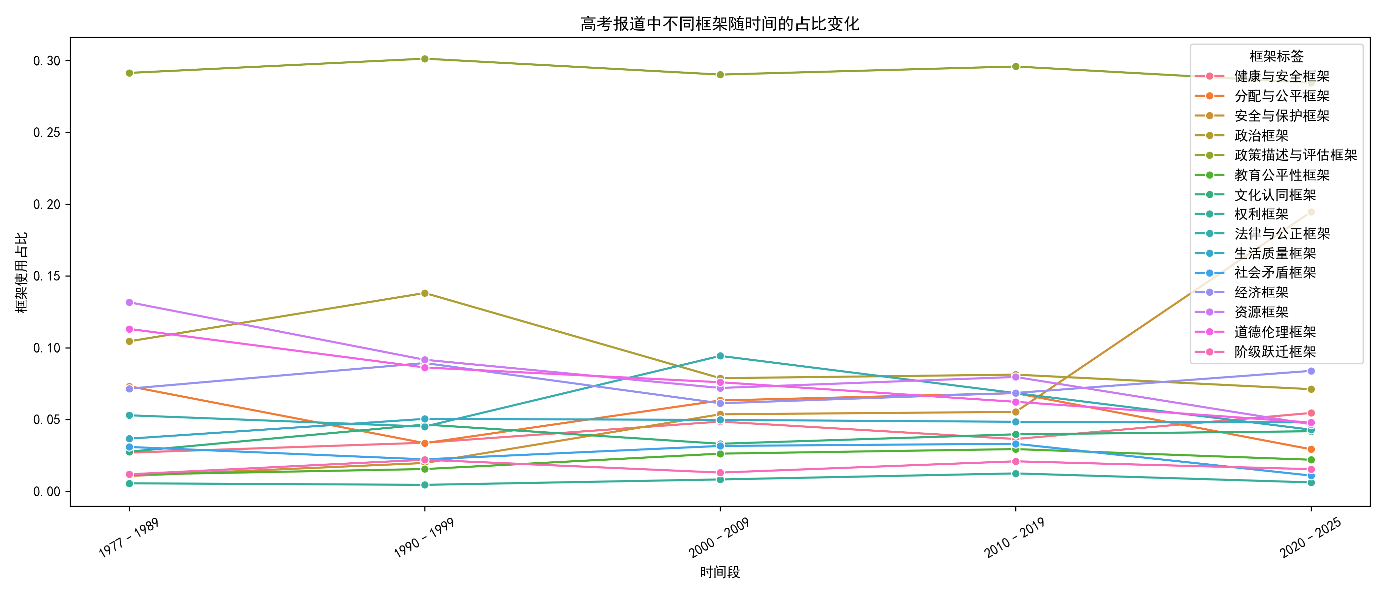 高考报道中不同框架随时间的占比变化
框架使用占比
0.30
0.25
0.20
0.15
0.10
0.05
0.00
框架标签
健康与安全框架
分配与公平框架
安全与保护框架
政治框架
政策描述与评估框架
教育公平性框架
文化认同框架
权利框架
法律与公正框架
生活质量框架
社会矛盾框架
经济框架
资源框架
道德伦理框架
阶级跃迁框架
1977-1989
1990-1999
2000-2009
2010-2019
2020-2025
时间段